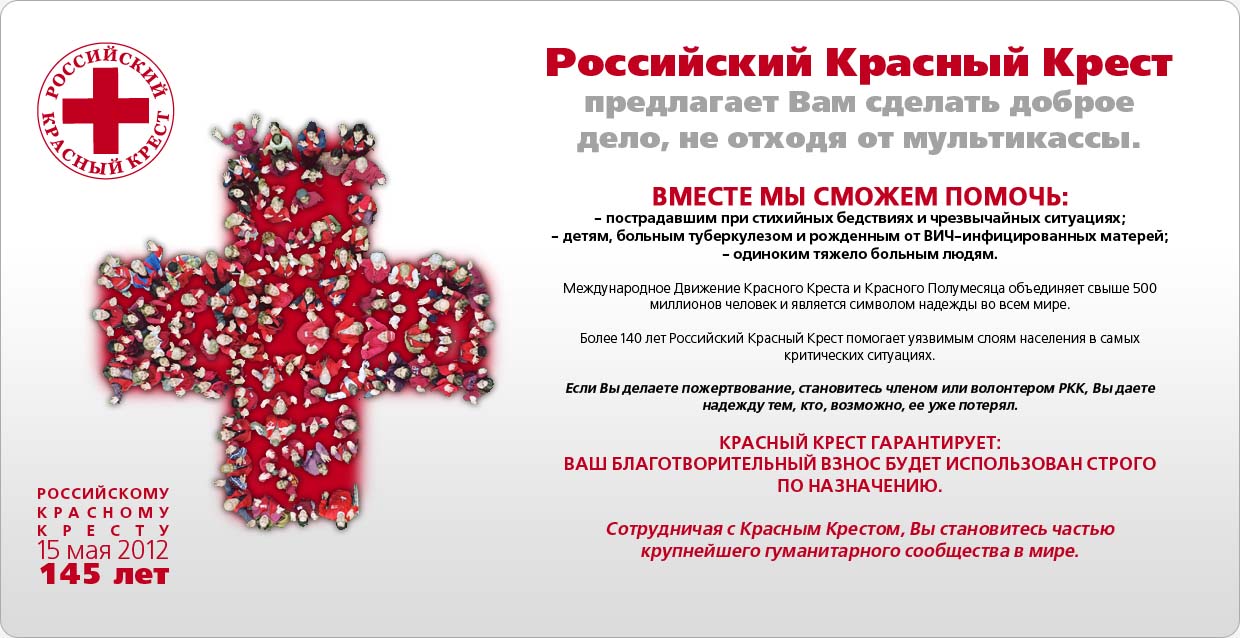 РОССИЙСКИЙ
КРАСНЫЙ КРЕСТ
Российский Красный Крест
предлагает Вам сделать доброе
дело, не отходя от мультикассы.
ВМЕСТЕ МЫ СМОЖЕМ ПОМОЧЬ:
– пострадавшим при стихийных бедствиях и чрезвычайных ситуациях;
– детям, больным туберкулезом и рожденным от ВИЧ–инфицированных матерей;
– одиноким тяжело больным людям.
Международное Движение Красного Креста и Красного Полумесяца объединяет свыше 500
миллионов человек и является символом надежды во всем мире.
Более 140 лет Российский Красный Крест помогает уязвимым слоям населения в самых
критических ситуациях.
Если Вы делаете пожертвование, становитесь членом или волонтером РКК, Вы даете
надежду тем, кто, возможно, ее уже потерял.
КРАСНЫЙ КРЕСТ ГАРАНТИРУЕТ:
ВАШ БЛАГОТВОРИТЕЛЬНЫЙ ВЗНОС БУДЕТ ИСПОЛЬЗОВАН СТРОГО
ПО НАЗНАЧЕНИЮ.
Сотрудничая с Красным Крестом, Вы становитесь частью
крупнейшего гуманитарного сообщества в мире.
РОССИЙСКОМУ
КРАСНОМУ
КРЕСТУ
15 мая 2012
145 лет